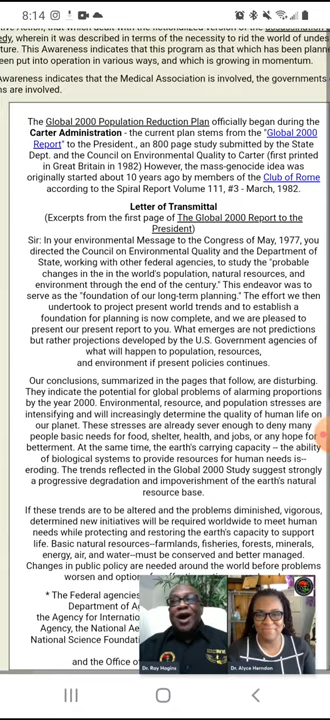 8:14
ive Action, that which dealt with the fictionalized version of the assassination
edy, wherein it was described in terms of the necessity to rid the world of undes
ture. This Awareness indicates that this program as that which has been planne
een put into operation in various ways, and which is growing in momentum.
Awareness indicates that the Medical Association is involved, the governments
ns are involved.
The Global 2000 Population Reduction Plan officially began during the
Carter Administration - the current plan stems from the "Global 2000
Report" to the President., an 800 page study submitted by the State
Dept. and the Council on Environmental Quality to Carter (first printed
in Great Britain in 1982) However, the mass-genocide idea was
originally started about 10 years ago by members of the Club of Rome
according to the Spiral Report Volume 111, #3 - March, 1982.
Letter of Transmittal
(Excerpts from the first page of The Global 2000 Report to the
President)
Sir: In your environmental Message to the Congress of May, 1977, you
directed the Council on Environmental Quality and the Department of
State, working with other federal agencies, to study the "probable
changes in the in the world's population, natural resources, and
environment through the end of the century." This endeavor was to
serve as the "foundation of our long-term planning." The effort we then
undertook to project present world trends and to establish a
foundation for planning is now complete, and we are pleased to
present our present report to you. What emerges are not predictions
but rather projections developed by the U.S. Government agencies of
what will happen to population, resources,
and environment if present policies continues.
Our conclusions, summarized in the pages that follow, are disturbing.
They indicate the potential for global problems of alarming proportions
by the year 2000. Environmental, resource, and population stresses are
intensifying and will increasingly determine the quality of human life on
our planet. These stresses are already sever enough to deny many
people basic needs for food, shelter, health, and jobs, or any hope for
betterment. At the same time, the earth's carrying capacity -- the ability
of biological systems to provide resources for human needs is--
eroding. The trends reflected in the Global 2000 Study suggest strongly
a progressive degradation and impoverishment of the earth's natural
resource base.
If these trends are to be altered and the problems diminished, vigorous,
determined new initiatives will be required worldwide to meet human
needs while protecting and restoring the earth's capacity to support
life. Basic natural resources--farmlands, fisheries, forests, minerals,
energy, air, and water--must be conserved and better managed.
Changes in public policy are needed around the world before problems
worsen and option
* The Federal agencies
Department of Ag
the Agency for Internatio
Agency, the National Ae
National Science Foundati
and the Office o
Dr. Ray Hagins
Dr. Alyce Herndon